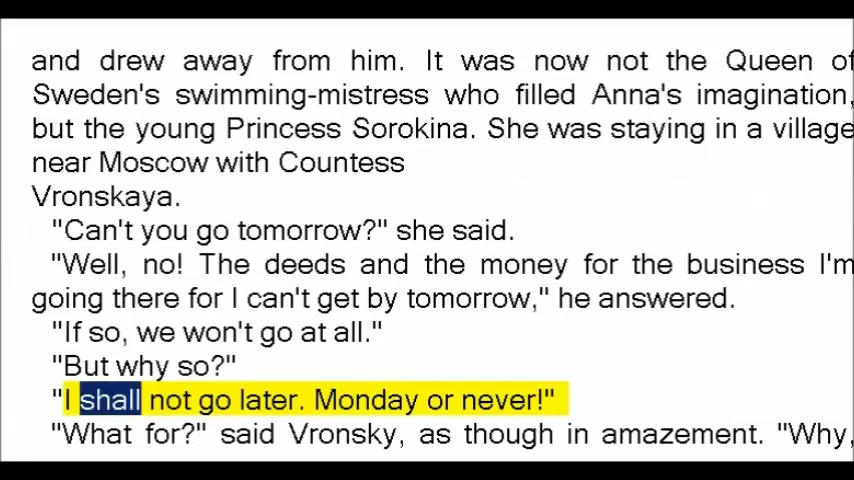 and drew away from him. It was now not the Queen of
Sweden's swimming-mistress who filled Anna's imagination,
but the young Princess Sorokina. She was staying in a village
near Moscow with Countess
Vronskaya.
"Can't you go tomorrow?" she said.
"Well, no! The deeds and the money for the business I'm
going there for I can't get by tomorrow," he answered.
"If so, we won't go at all."
"But why so?"
"I shall not go later. Monday or never!"
"What for?" said Vronsky, as though in amazement. "Why,